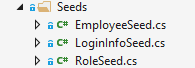 Seeds
C# EmployeeSeed.cs
C# LoginInfoSeed.cs
C# RoleSeed.cs